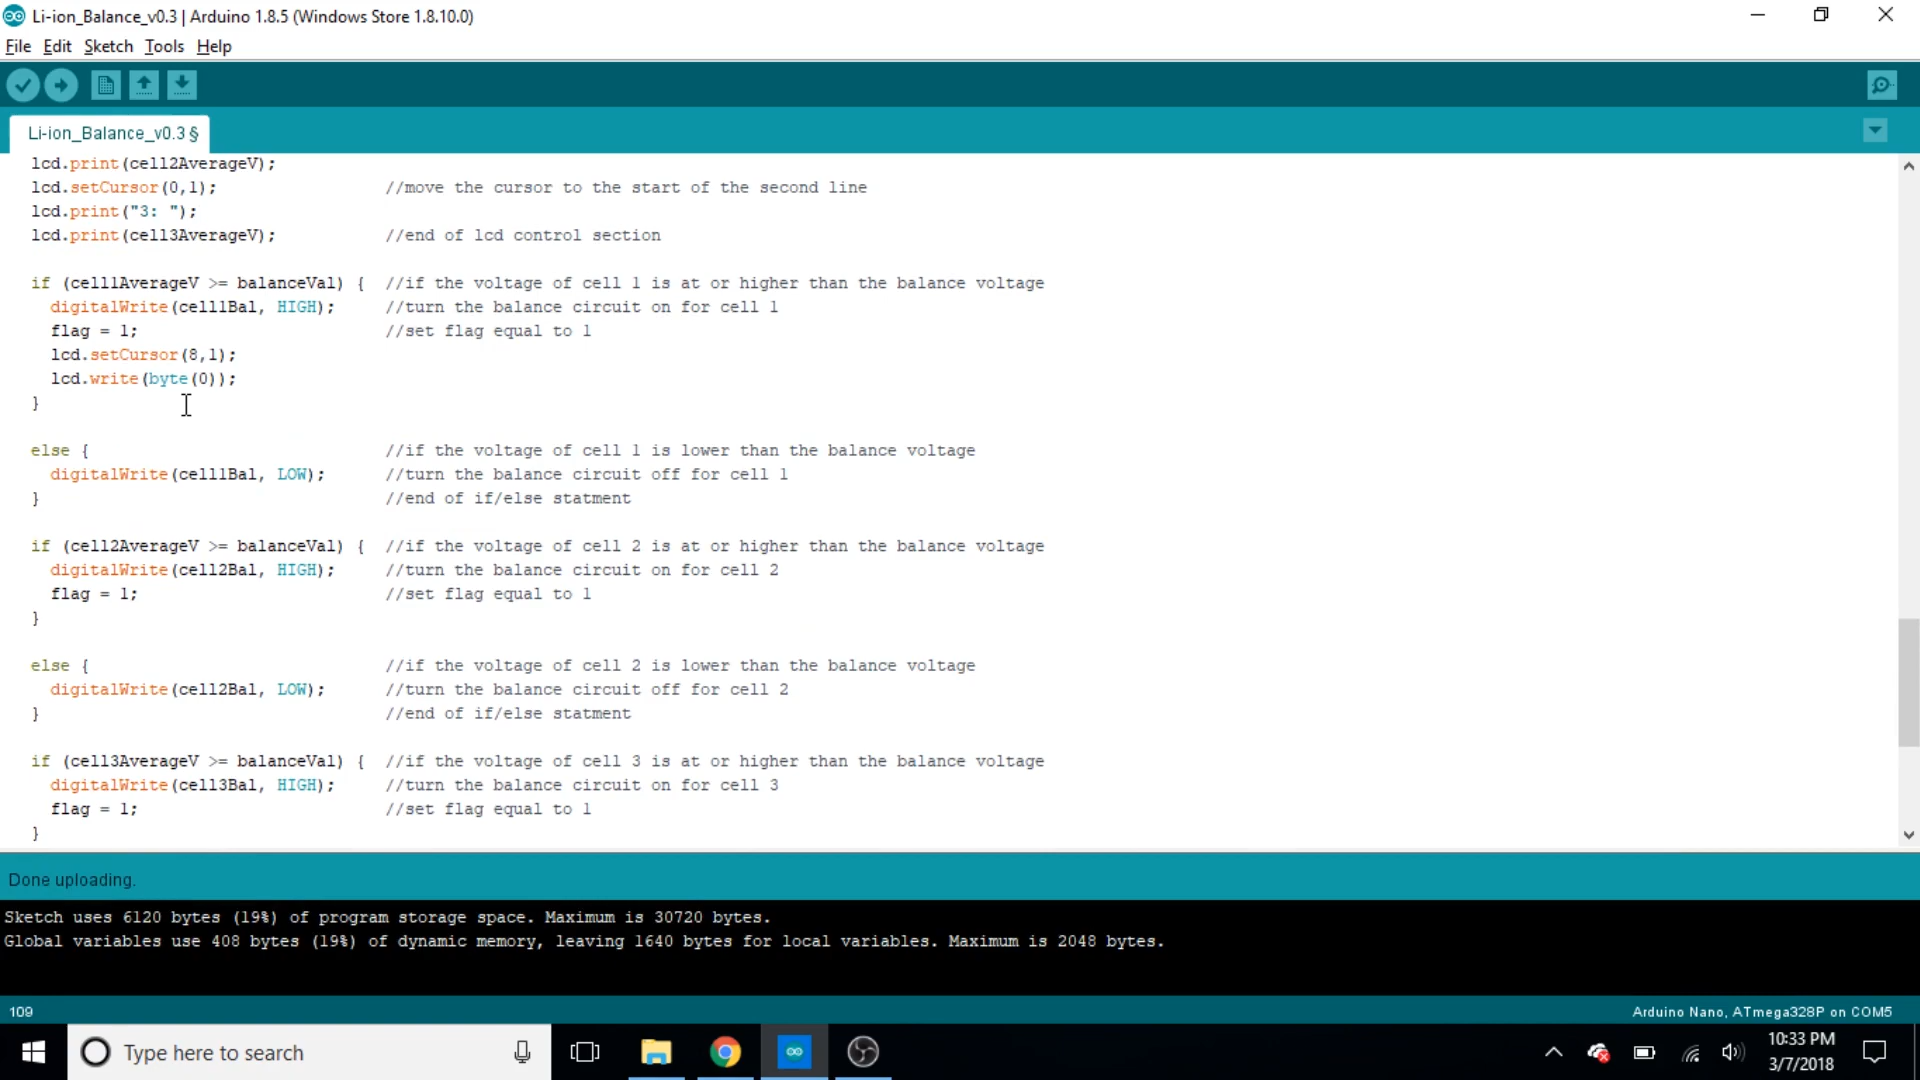 Li-ion_Balance_v0.3 | Arduino 1.8.5 (Windows Store 1.8.10.0)
File Edit Sketch Tools Help
Li-ion_Balance_v0.3 §
lcd.print(cell2AverageV);
lcd.setCursor(0,1); //move the cursor to the start of the second line
lcd.print("3: ");
lcd.print(cell3AverageV); //end of lcd control section
if (cell1AverageV >= balanceVal) { //if the voltage of cell 1 is at or higher than the balance voltage
digitalWrite(cell1Bal, HIGH); //turn the balance circuit on for cell 1
flag = 1; //set flag equal to 1
lcd.setCursor(8,1);
lcd.write(byte(0));
}
else { //if the voltage of cell 1 is lower than the balance voltage
digitalWrite(cell1Bal, LOW); //turn the balance circuit off for cell 1
} //end of if/else statment
if (cell2AverageV >= balanceVal) { //if the voltage of cell 2 is at or higher than the balance voltage
digitalWrite(cell2Bal, HIGH); //turn the balance circuit on for cell 2
flag = 1; //set flag equal to 1
}
else { //if the voltage of cell 2 is lower than the balance voltage
digitalWrite(cell2Bal, LOW); //turn the balance circuit off for cell 2
} //end of if/else statment
if (cell3AverageV >= balanceVal) { //if the voltage of cell 3 is at or higher than the balance voltage
digitalWrite(cell3Bal, HIGH); //turn the balance circuit on for cell 3
flag = 1; //set flag equal to 1
}
Done uploading.
Sketch uses 6120 bytes (19%) of program storage space. Maximum is 30720 bytes.
Global variables use 408 bytes (19%) of dynamic memory, leaving 1640 bytes for local variables. Maximum is 2048 bytes.
109 Arduino Nano, ATmega328P on COM5
Type here to search
10:33 PM
3/7/2018